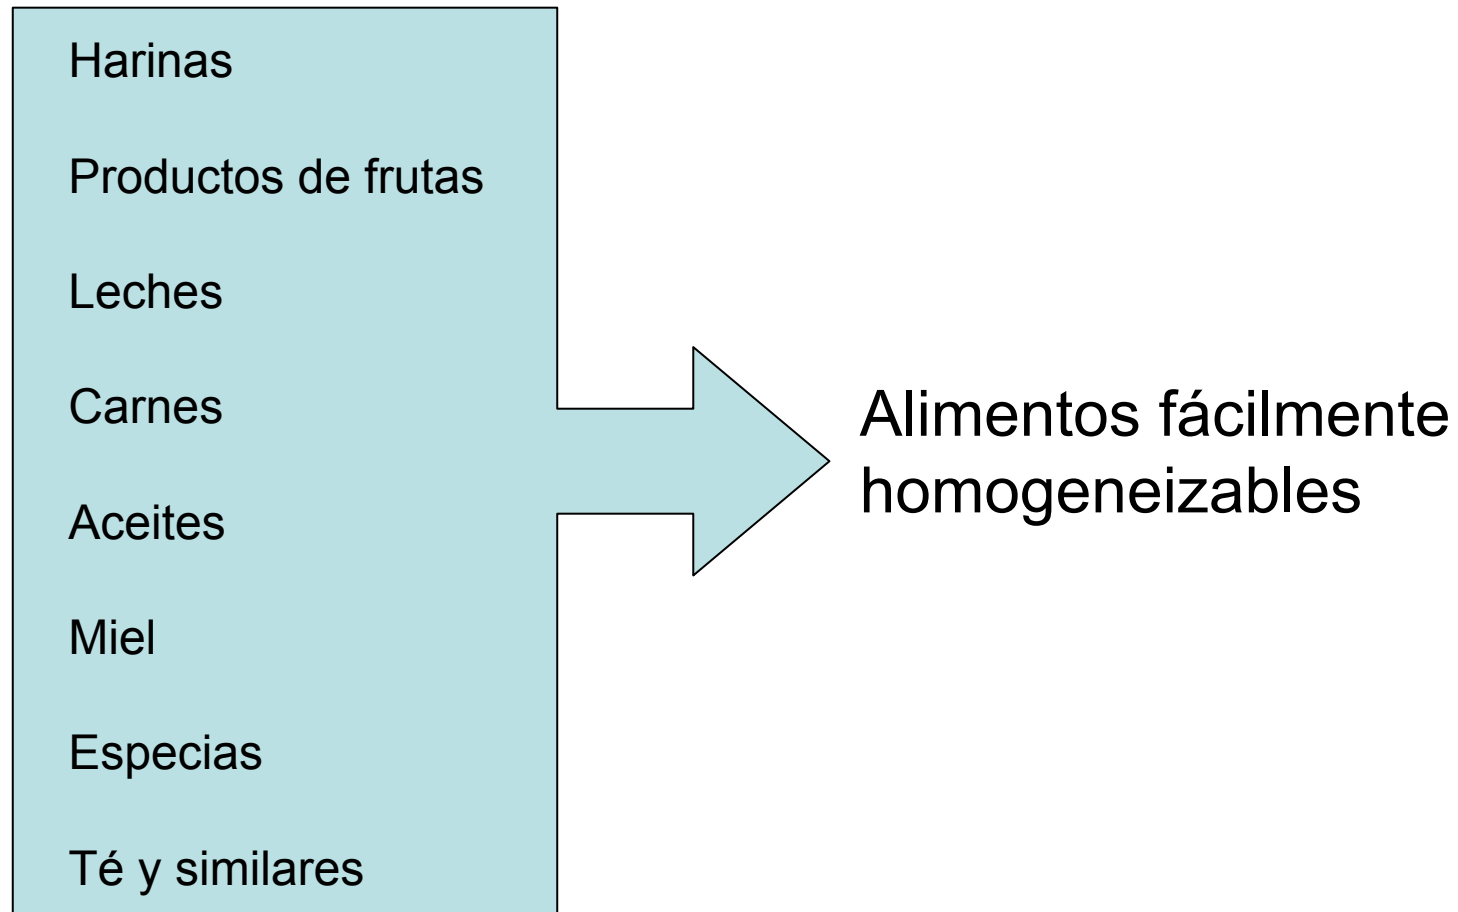 Harinas
Productos de frutas
Leches
Carnes
Aceites
Miel
Especias
Té y similares
Alimentos fácilmente
homogeneizables